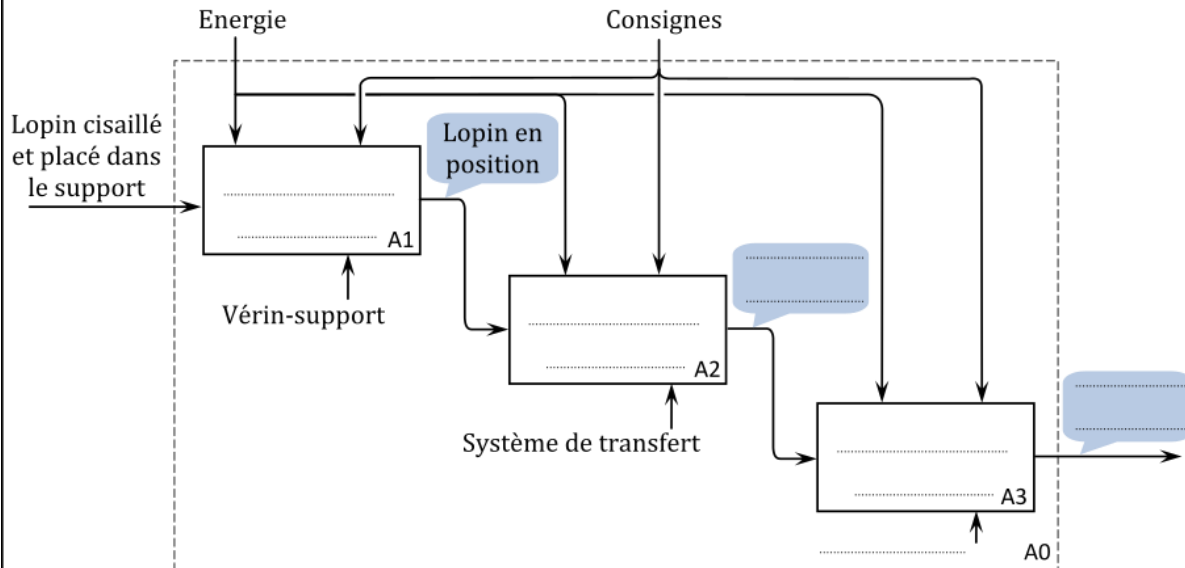 Energie
Consignes
Lopin cisaillé
et placé dans
le support
Lopin en
position
A1
Vérin-support
A2
Système de transfert
A3
A0